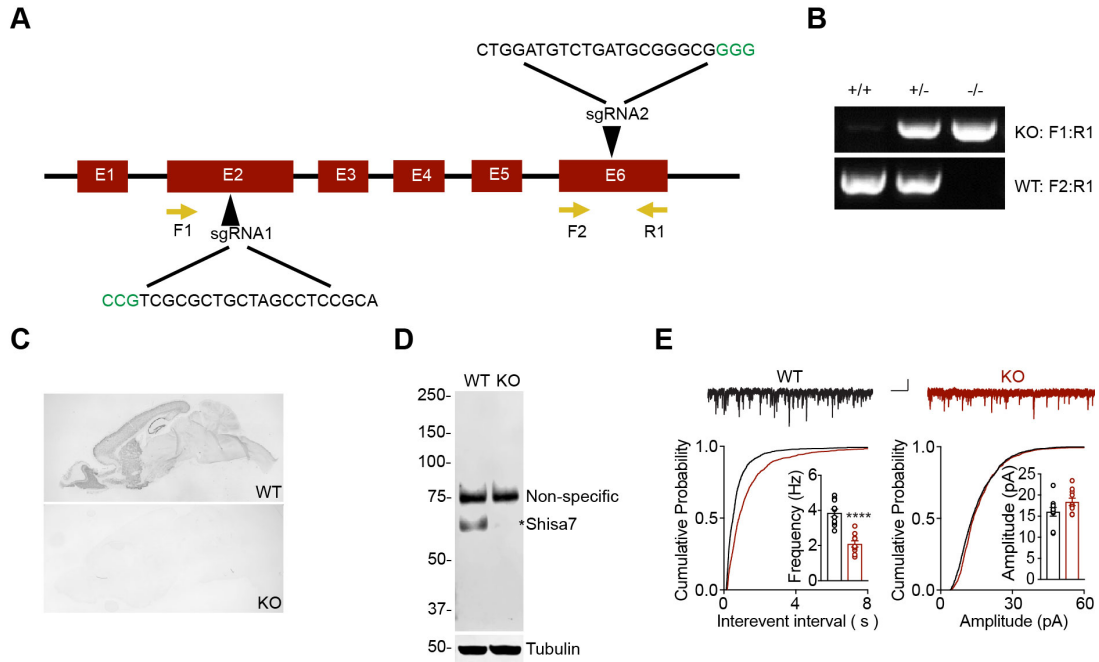 A
CTGGATGTCTGATGCGGGCGGGG
sgRNA2
E1 E2 E3 E4 E5 E6
F1 sgRNA1 F2 R1
CCGTCGCGCTGCTAGCCTCCGCA
B
+/+ +/- -/-
KO: F1:R1
WT: F2:R1
C
WT
KO
D
WT KO
250-
150-
100-
75-
50-
37-
50-
Non-specific
*Shisa7
Tubulin
E
WT
KO
Cumulative Probability
1.0
0.5
0.0
0 4 8
Interevent interval ( s )
Frequency (Hz)
6
4
2
0
****
Cumulative Probability
1.0
0.5
0.0
0 30 60
Amplitude (pA)
Amplitude (pA)
25
20
15
10
5
0